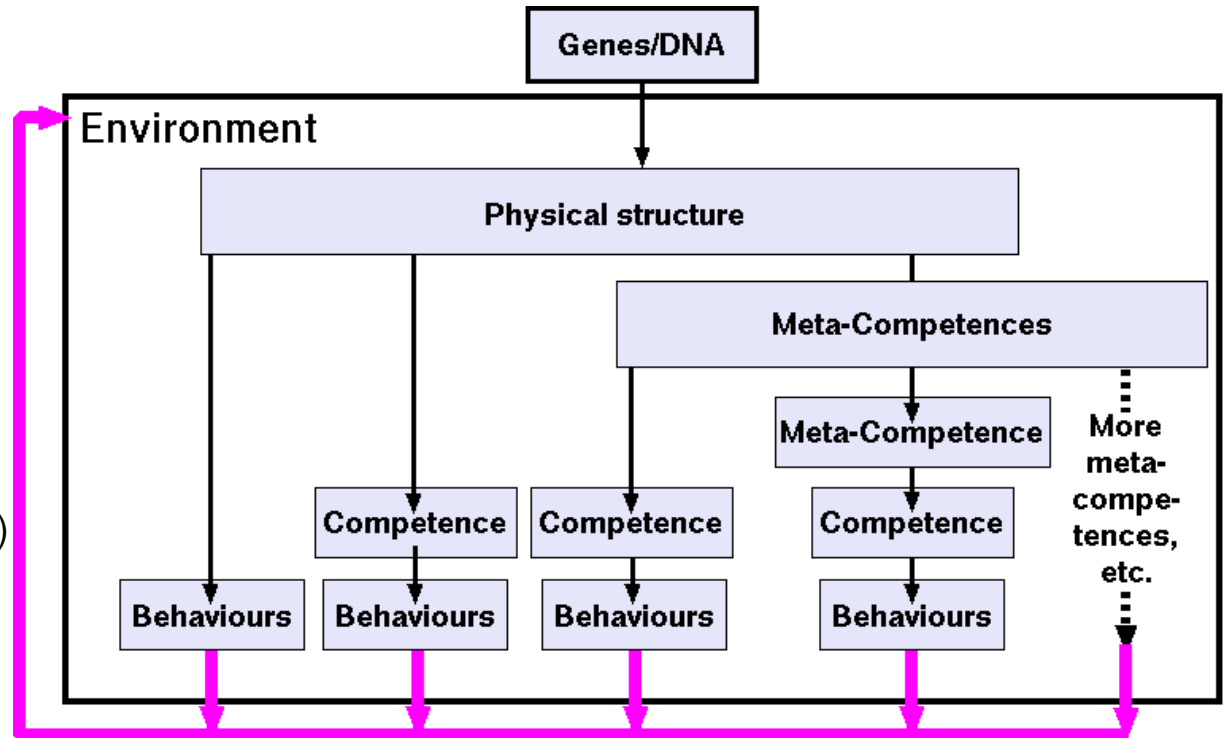 Genes/DNA
Environment
Physical structure
Meta-Competences
Meta-Competence
More
meta-
compe-
tences,
etc.
Competence
Competence
Competence
)
Behaviours
Behaviours
Behaviours
Behaviours